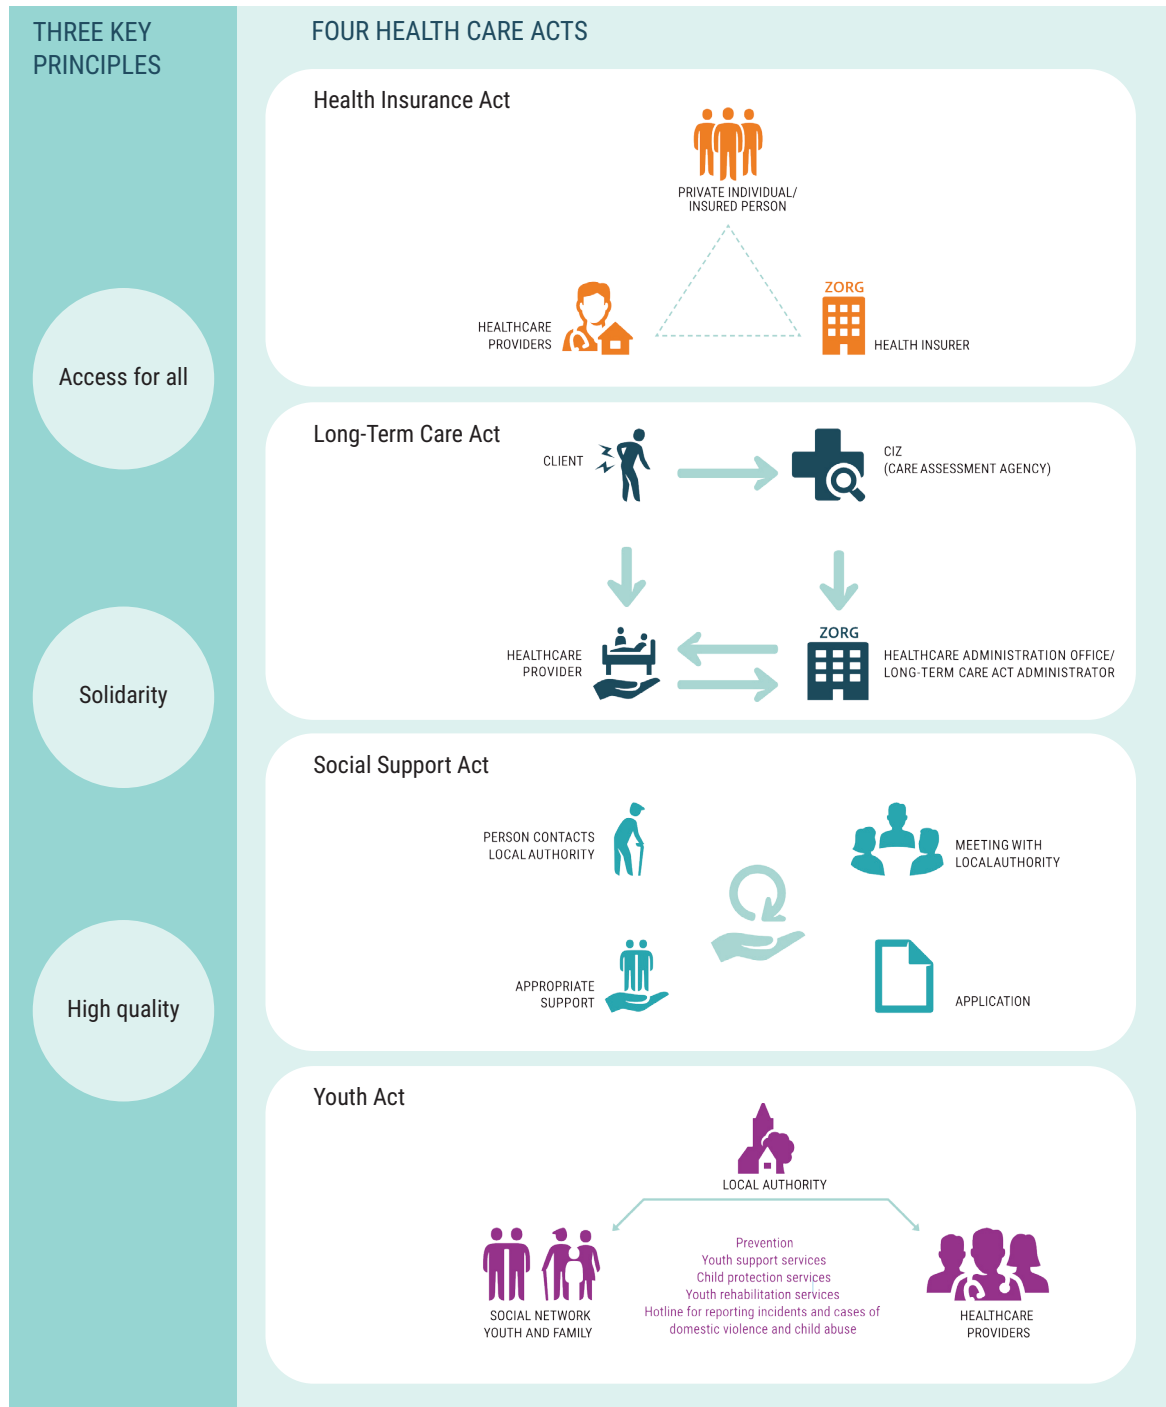 THREE KEY
PRINCIPLES
Access for all
Solidarity
High quality
FOUR HEALTH CARE ACTS
Health Insurance Act
PRIVATE INDIVIDUAL/
INSURED PERSON
HEALTHCARE
PROVIDERS
ZORG
HEALTH INSURER
Long-Term Care Act
CLIENT
CIZ
(CARE ASSESSMENT AGENCY)
HEALTHCARE
PROVIDER
ZORG
HEALTHCARE ADMINISTRATION OFFICE/
LONG-TERM CARE ACT ADMINISTRATOR
Social Support Act
PERSON CONTACTS
LOCAL AUTHORITY
MEETING WITH
LOCALAUTHORITY
APPROPRIATE
SUPPORT
APPLICATION
Youth Act
LOCAL AUTHORITY
SOCIAL NETWORK
YOUTH AND FAMILY
Prevention
Youth support services
Child protection services
Youth rehabilitation services
Hotline for reporting incidents and cases of
domestic violence and child abuse
HEALTHCARE
PROVIDERS